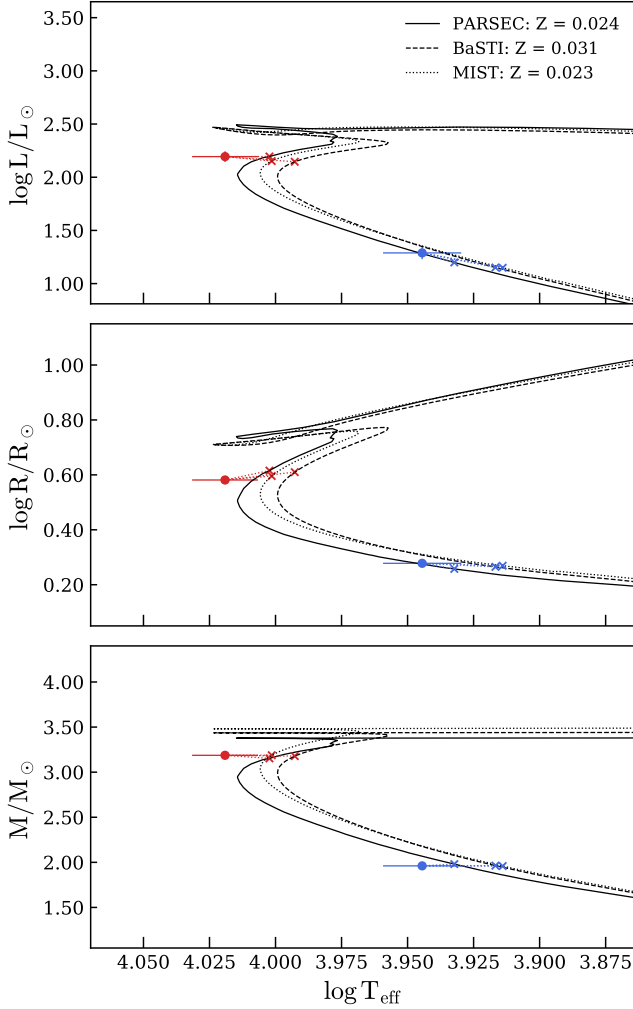 PARSEC: Z = 0.024
BaSTI: Z = 0.031
MIST: Z = 0.023
3.50
3.00
2.50
2.00
1.50
1.00
log L/L⊙
1.00
0.80
0.60
0.40
0.20
log R/R⊙
4.00
3.50
3.00
2.50
2.00
1.50
M/M⊙
4.050 4.025 4.000 3.975 3.950 3.925 3.900 3.875
log Teff